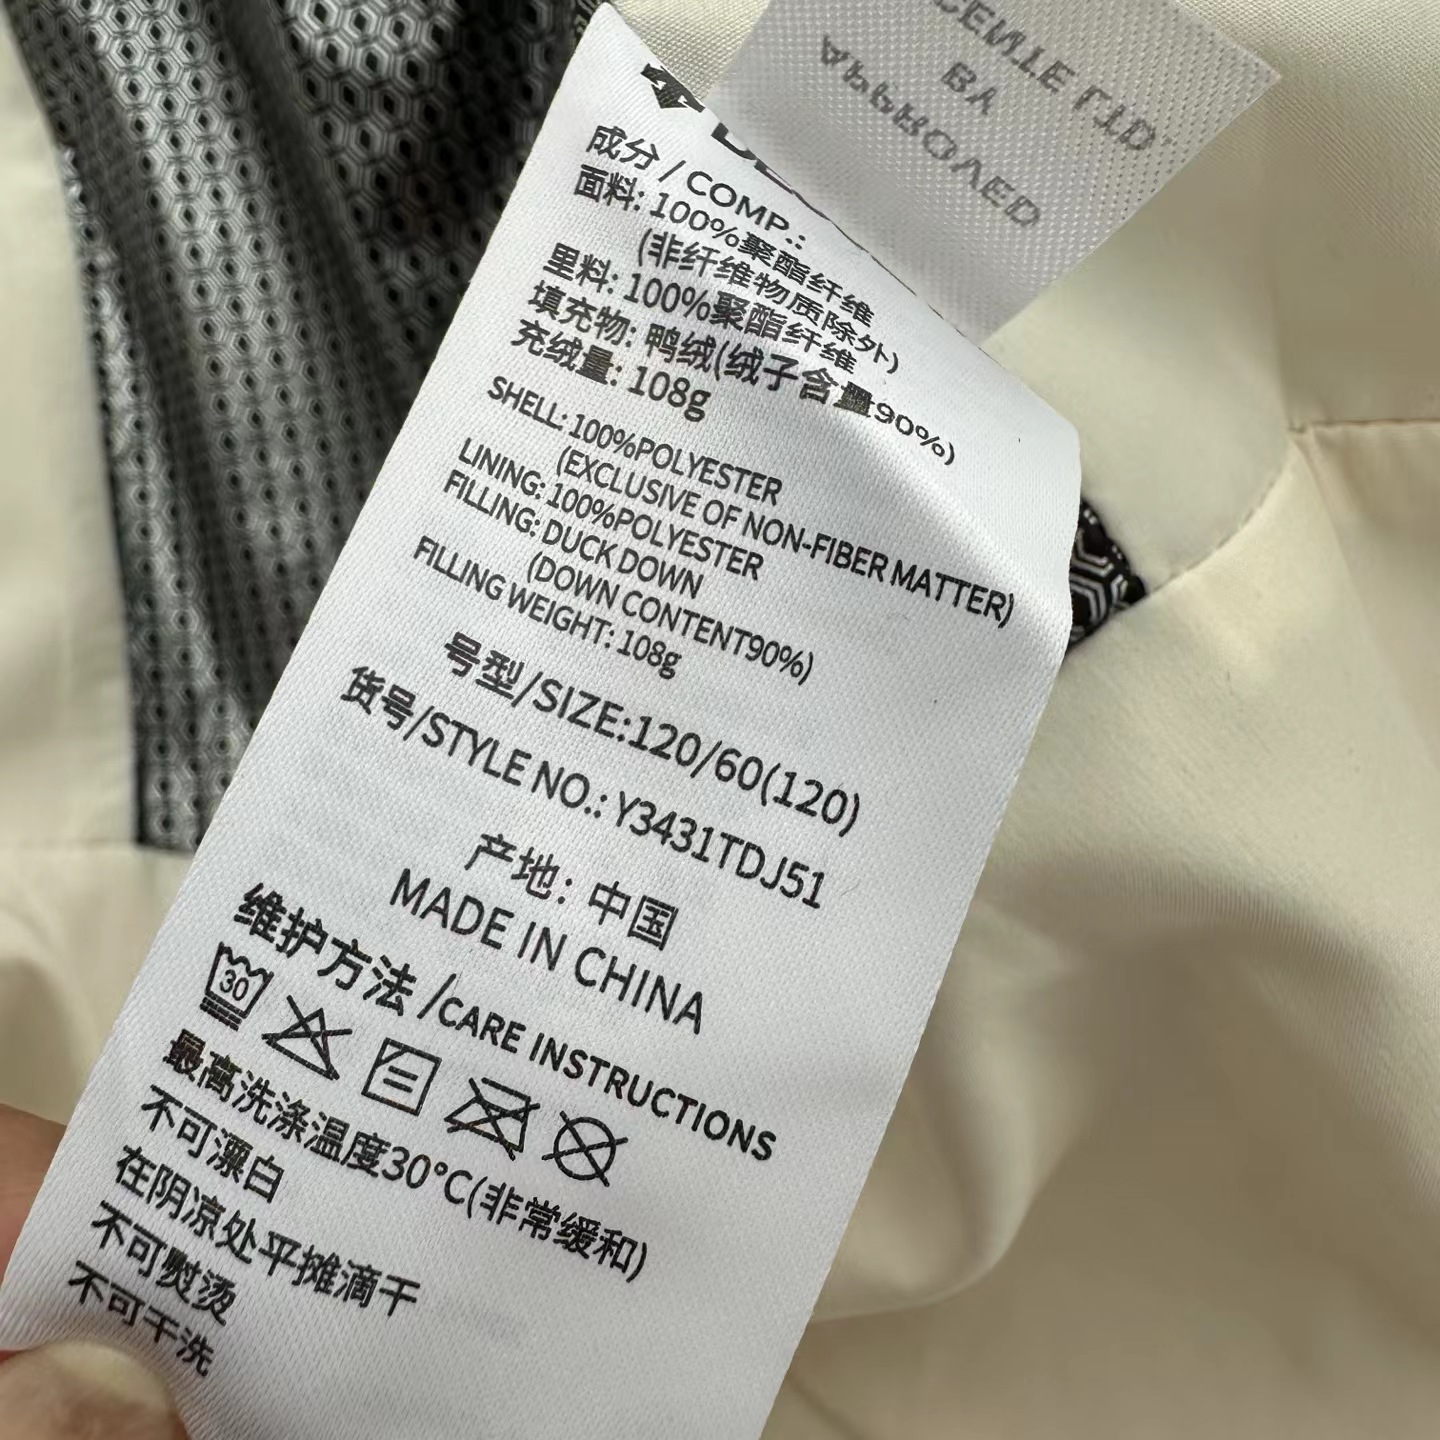 APPROVED
BY
成分 / COMP.:
面料: 100%聚酯纤维
(非纤维物质除外)
里料: 100%聚酯纤维
填充物: 鸭绒(绒子含量90%)
充绒量: 108g
SHELL: 100%POLYESTER
(EXCLUSIVE OF NON-FIBER MATTER)
LINING: 100%POLYESTER
FILLING: DUCK DOWN
(DOWN CONTENT90%)
FILLING WEIGHT: 108g
号型/SIZE:120/60(120)
货号/STYLE NO.: Y3431TDJ51
产地: 中国
MADE IN CHINA
维护方法 /CARE INSTRUCTIONS
30
最高洗涤温度30°C(非常缓和)
不可漂白
在阴凉处平摊滴干
不可熨烫
不可干洗